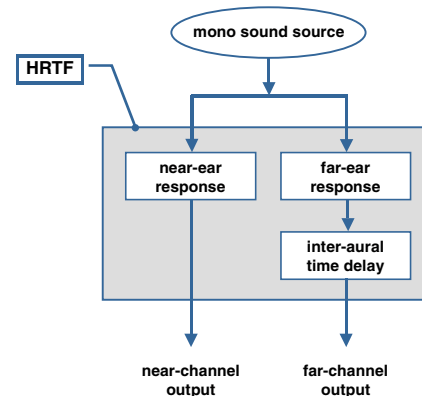 mono sound source
HRTF
near-ear
response
far-ear
response
inter-aural
time delay
near-channel
output
far-channel
output